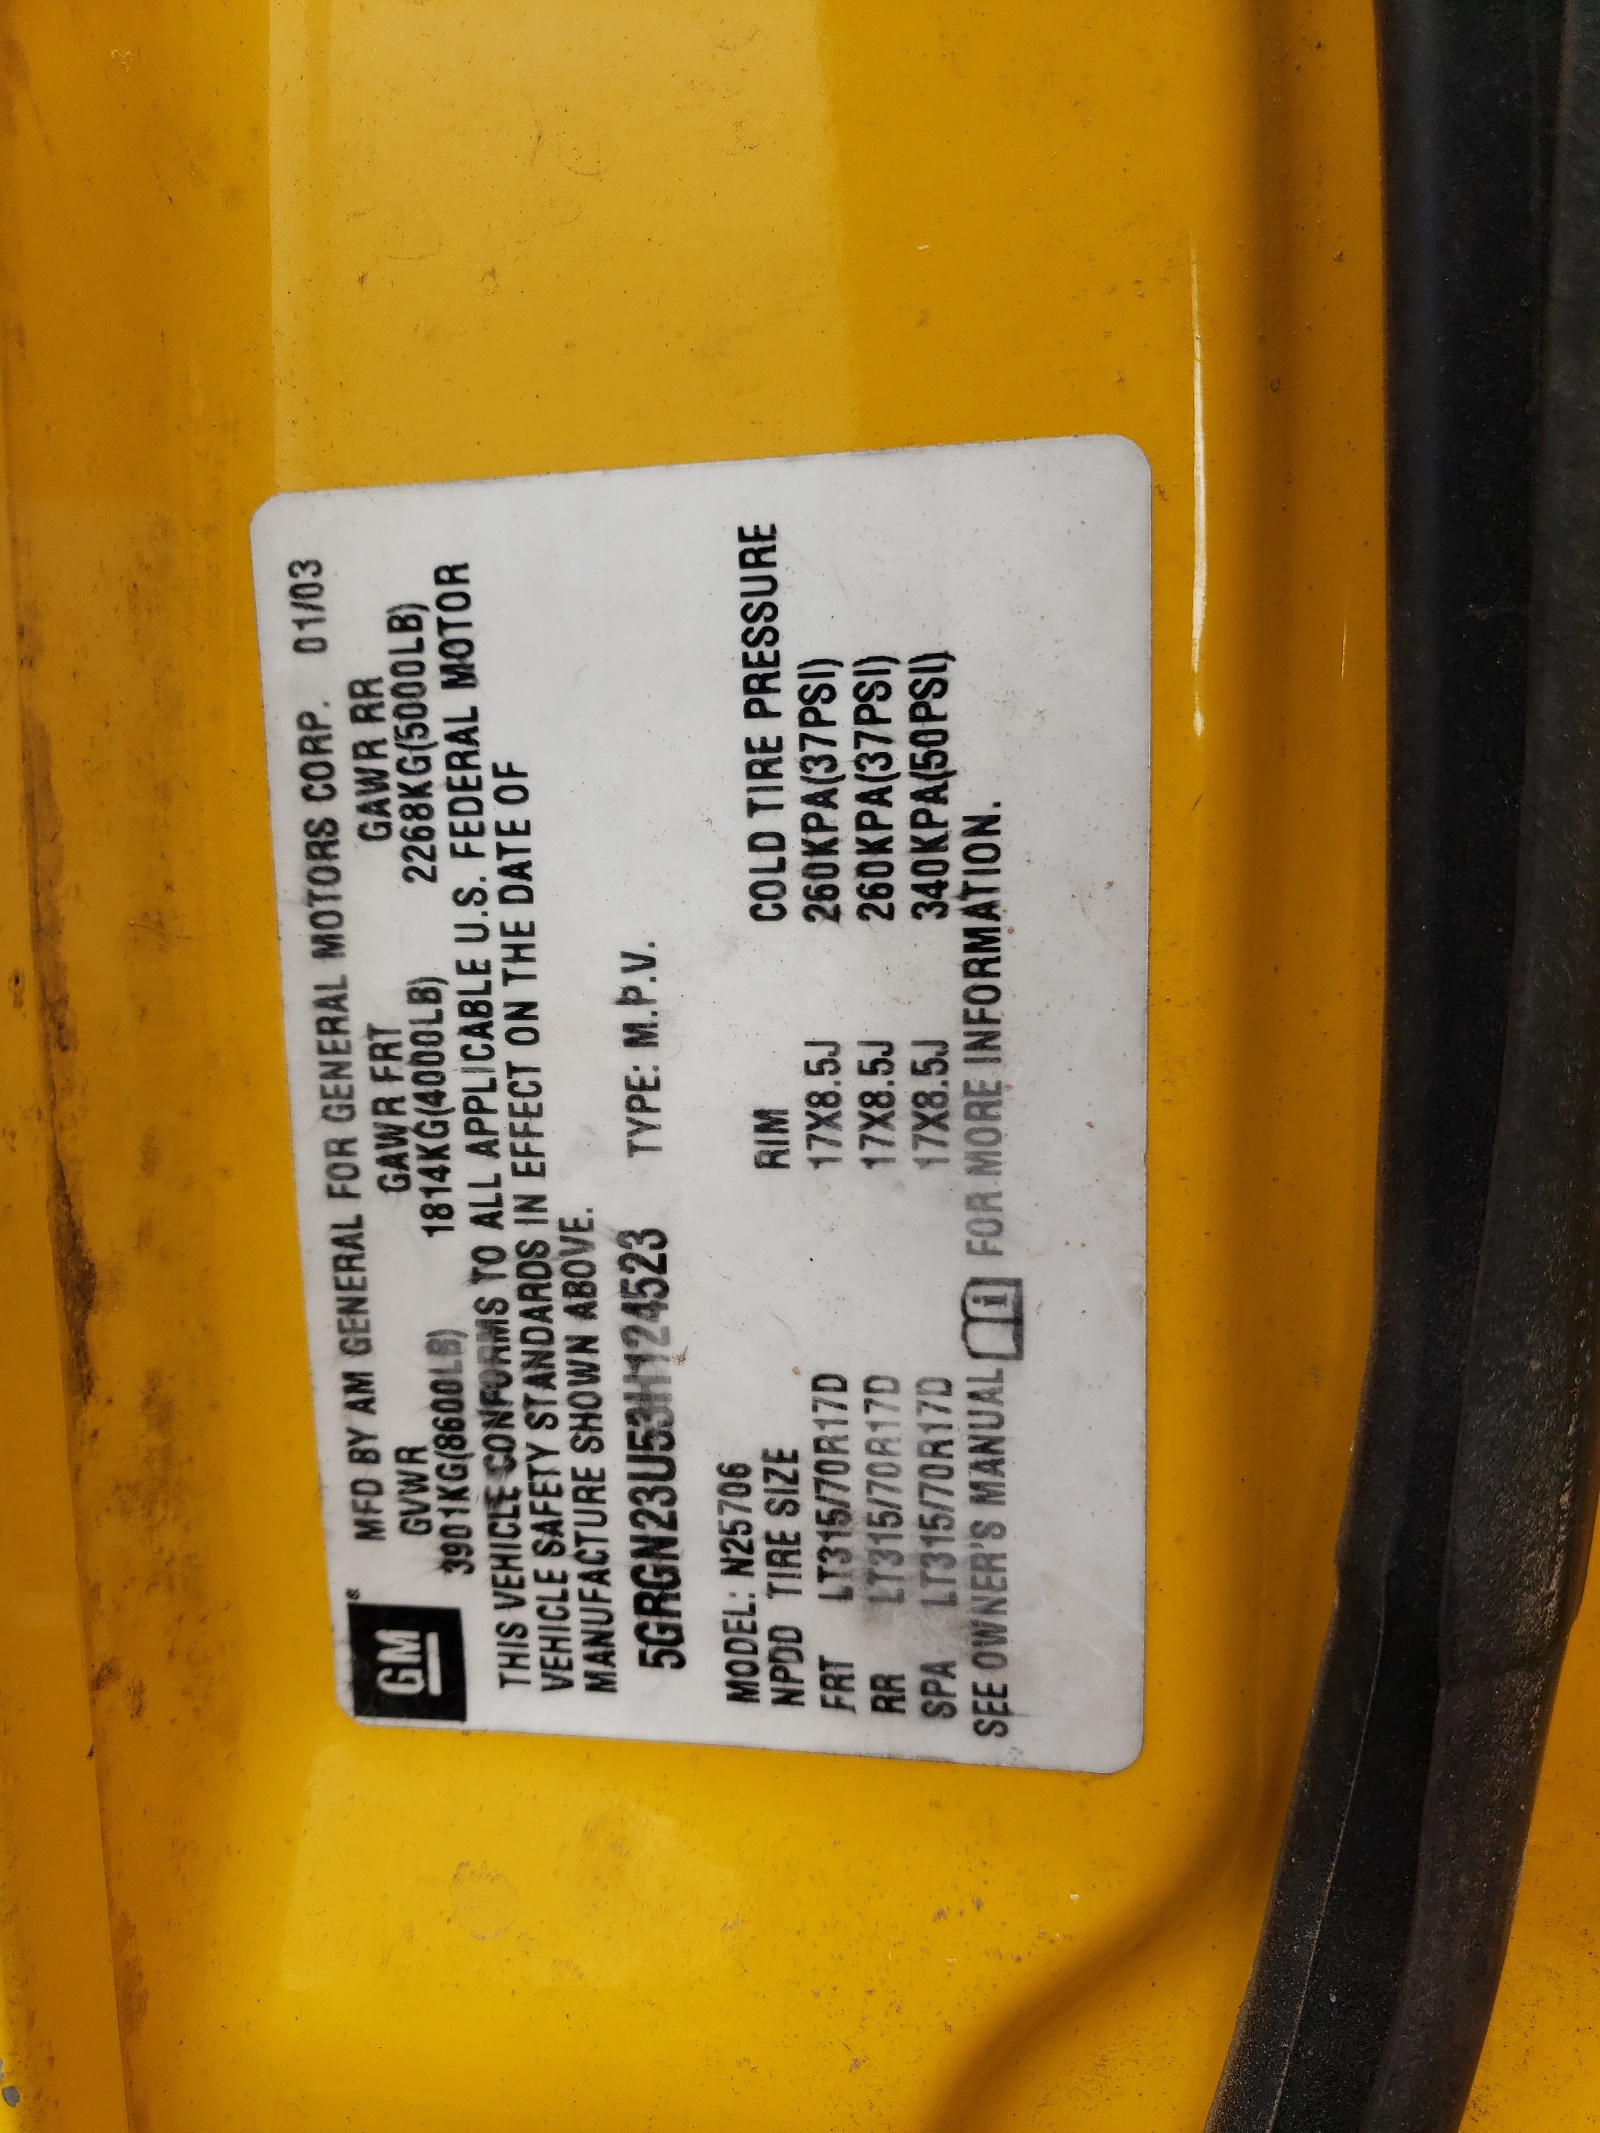 GM
MFD BY AM GENERAL FOR GENERAL MOTORS CORP. 01/03
GVWR GAWR FRT GAWR RR
3901KG(8600LB) 1814KG(4000LB) 2268KG(5000LB)
THIS VEHICLE CONFORMS TO ALL APPLICABLE U.S. FEDERAL MOTOR
VEHICLE SAFETY STANDARDS IN EFFECT ON THE DATE OF
MANUFACTURE SHOWN ABOVE.
5GRGN23U53H124523 TYPE: M.P.V.
MODEL: N25706
NPDD TIRE SIZE RIM COLD TIRE PRESSURE
FRT LT315/70R17D 17X8.5J 260KPA(37PSI)
RR LT315/70R17D 17X8.5J 260KPA(37PSI)
SPA LT315/70R17D 17X8.5J 340KPA(50PSI)
SEE OWNER'S MANUAL i FOR MORE INFORMATION.